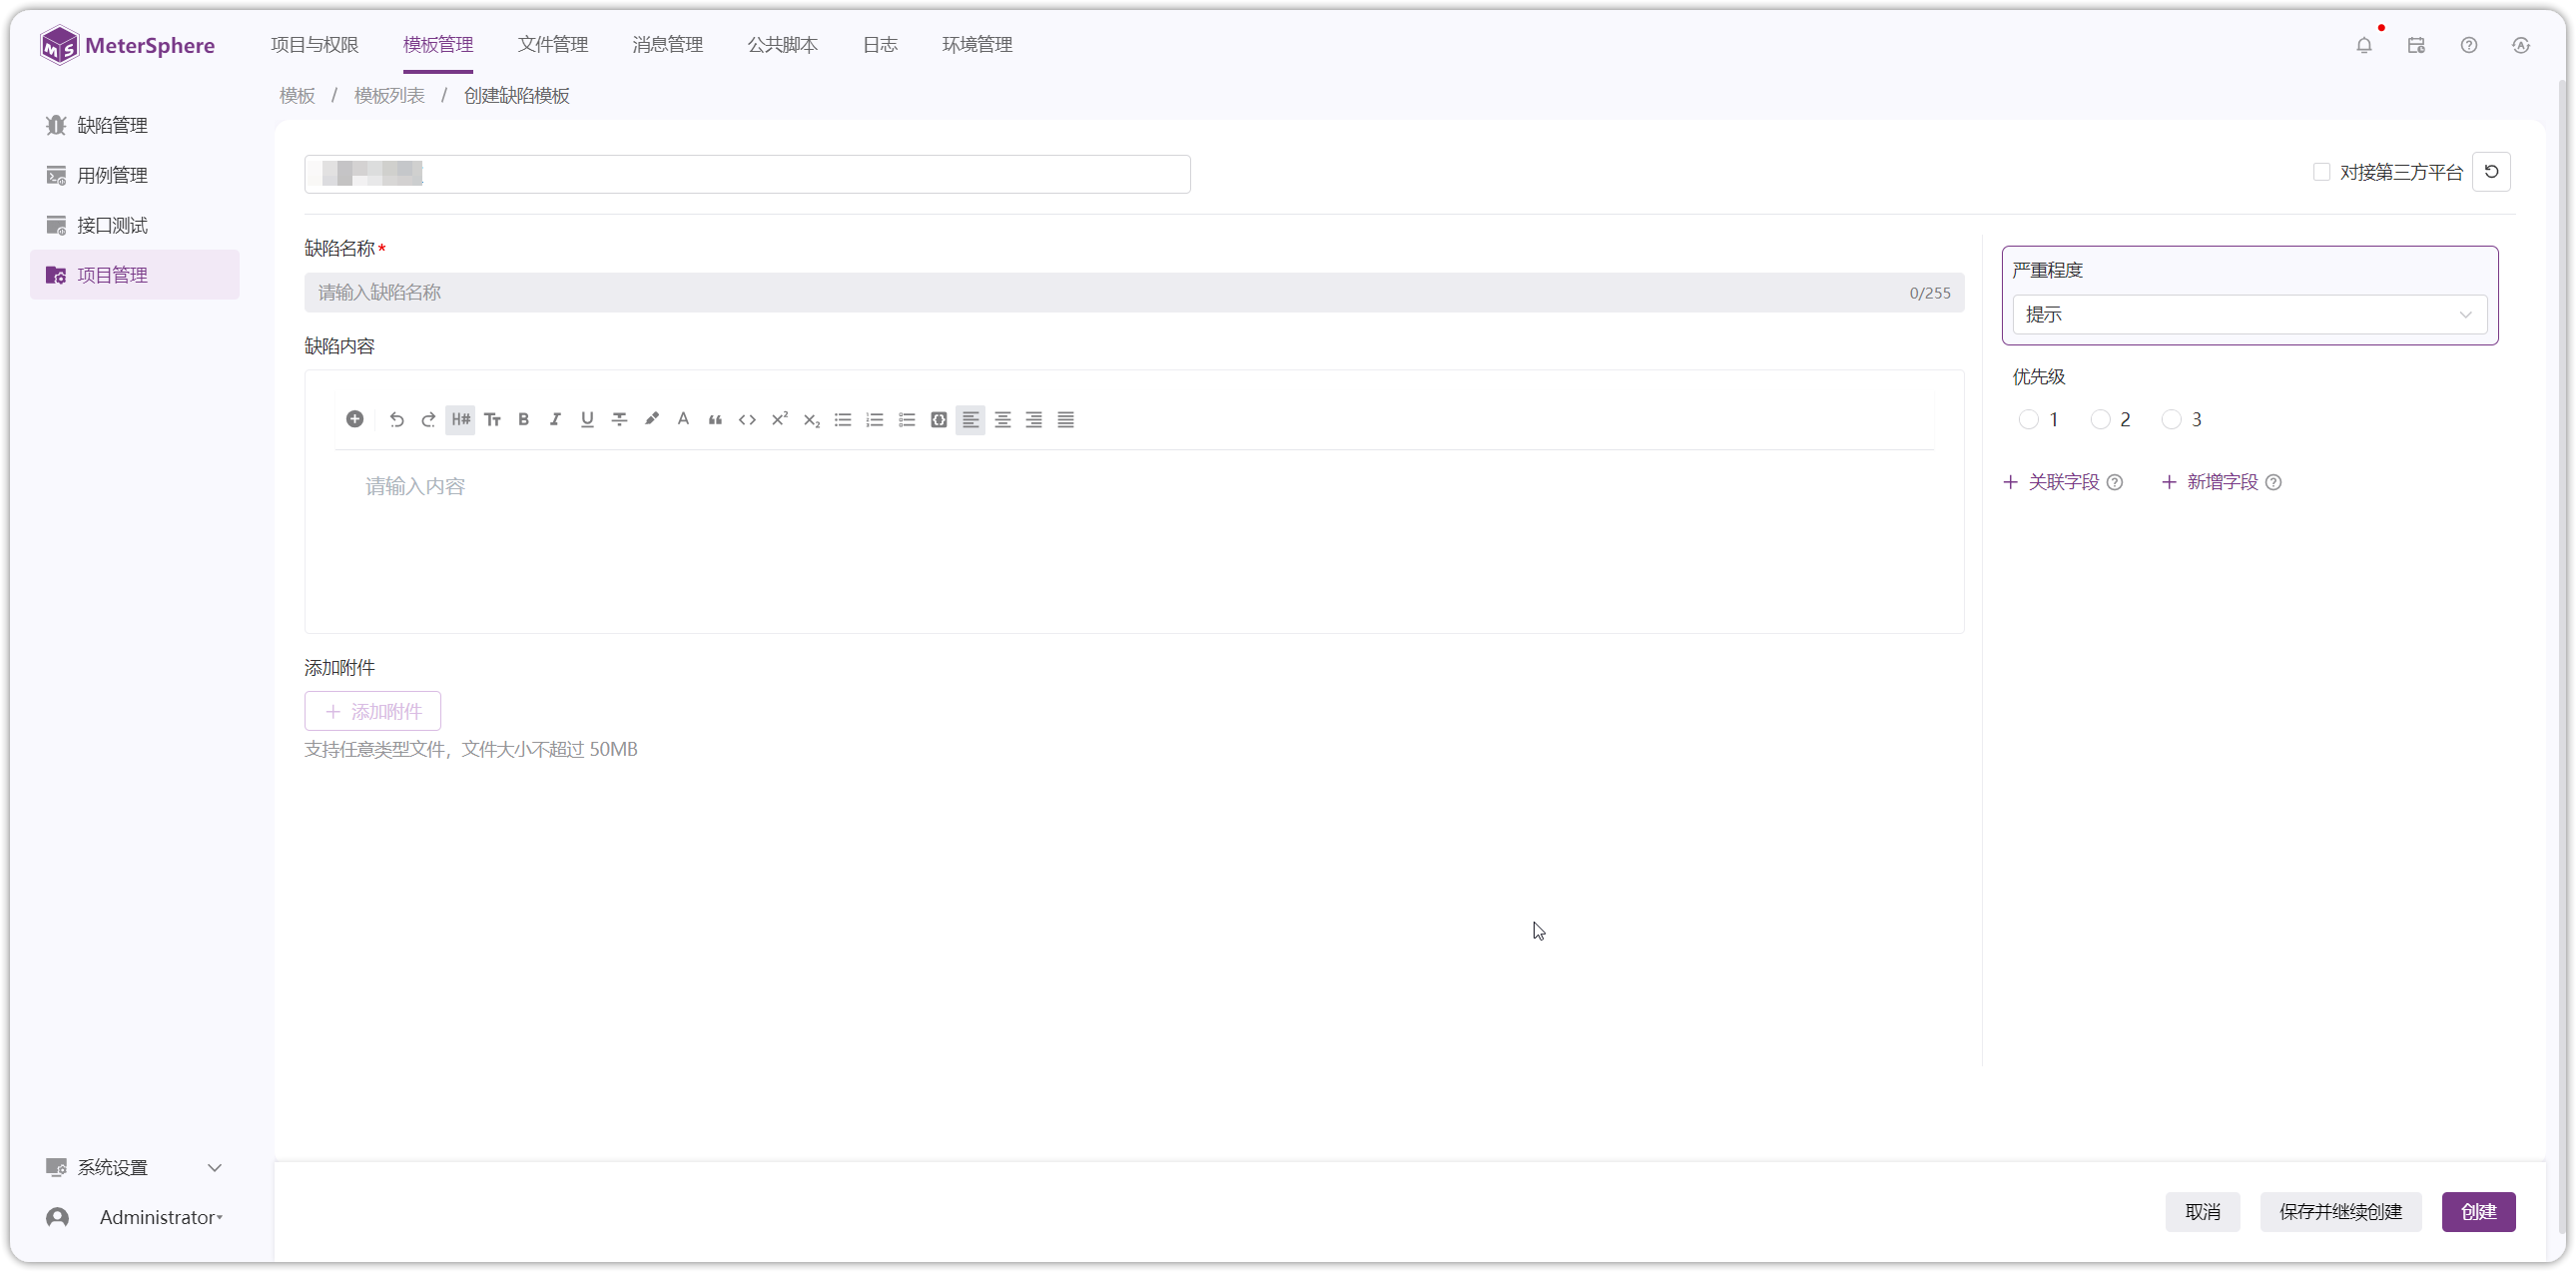 MeterSphere
项目与权限 模板管理 文件管理 消息管理 公共脚本 日志 环境管理
模板 / 模板列表 / 创建缺陷模板
缺陷管理
用例管理
接口测试
项目管理
对接第三方平台
缺陷名称*
请输入缺陷名称 0/255
缺陷内容
H#
请输入内容
添加附件
+ 添加附件
支持任意类型文件，文件大小不超过 50MB
严重程度
提示
优先级
1 2 3
+ 关联字段 + 新增字段
系统设置
Administrator
取消 保存并继续创建 创建